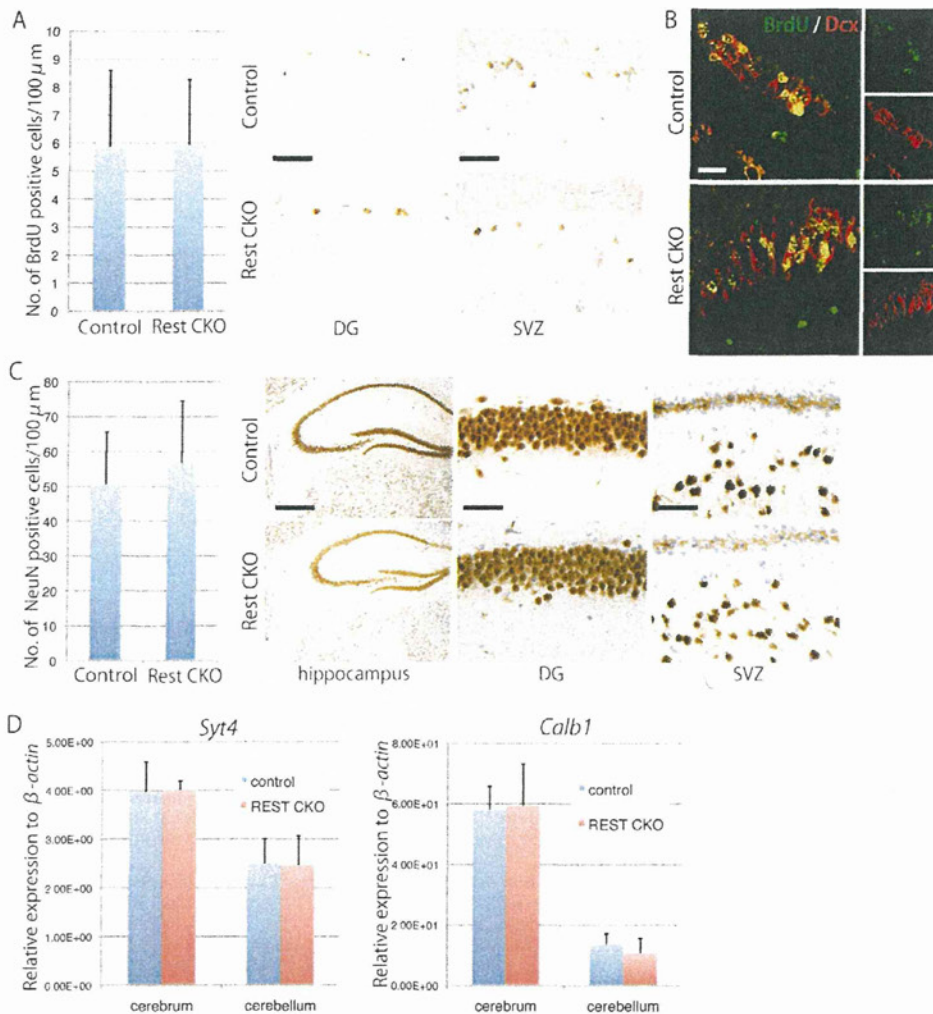 A
No. of BrdU positive cells/100 μm
10
9
8
7
6
5
4
3
2
1
0
Control
Rest CKO
Control
Rest CKO
DG
SVZ
B
BrdU / Dcx
Control
Rest CKO
C
No. of NeuN positive cells/100 μm
80
70
60
50
40
30
20
10
0
Control
Rest CKO
Control
Rest CKO
hippocampus
DG
SVZ
D
Syt4
Relative expression to β-actin
5.00E+00
4.00E+00
3.00E+00
2.00E+00
1.00E+00
0.00E+00
control
REST CKO
cerebrum
cerebellum
Calb1
Relative expression to β-actin
8.00E+01
6.00E+01
4.00E+01
2.00E+01
0.00E+00
control
REST CKO
cerebrum
cerebellum